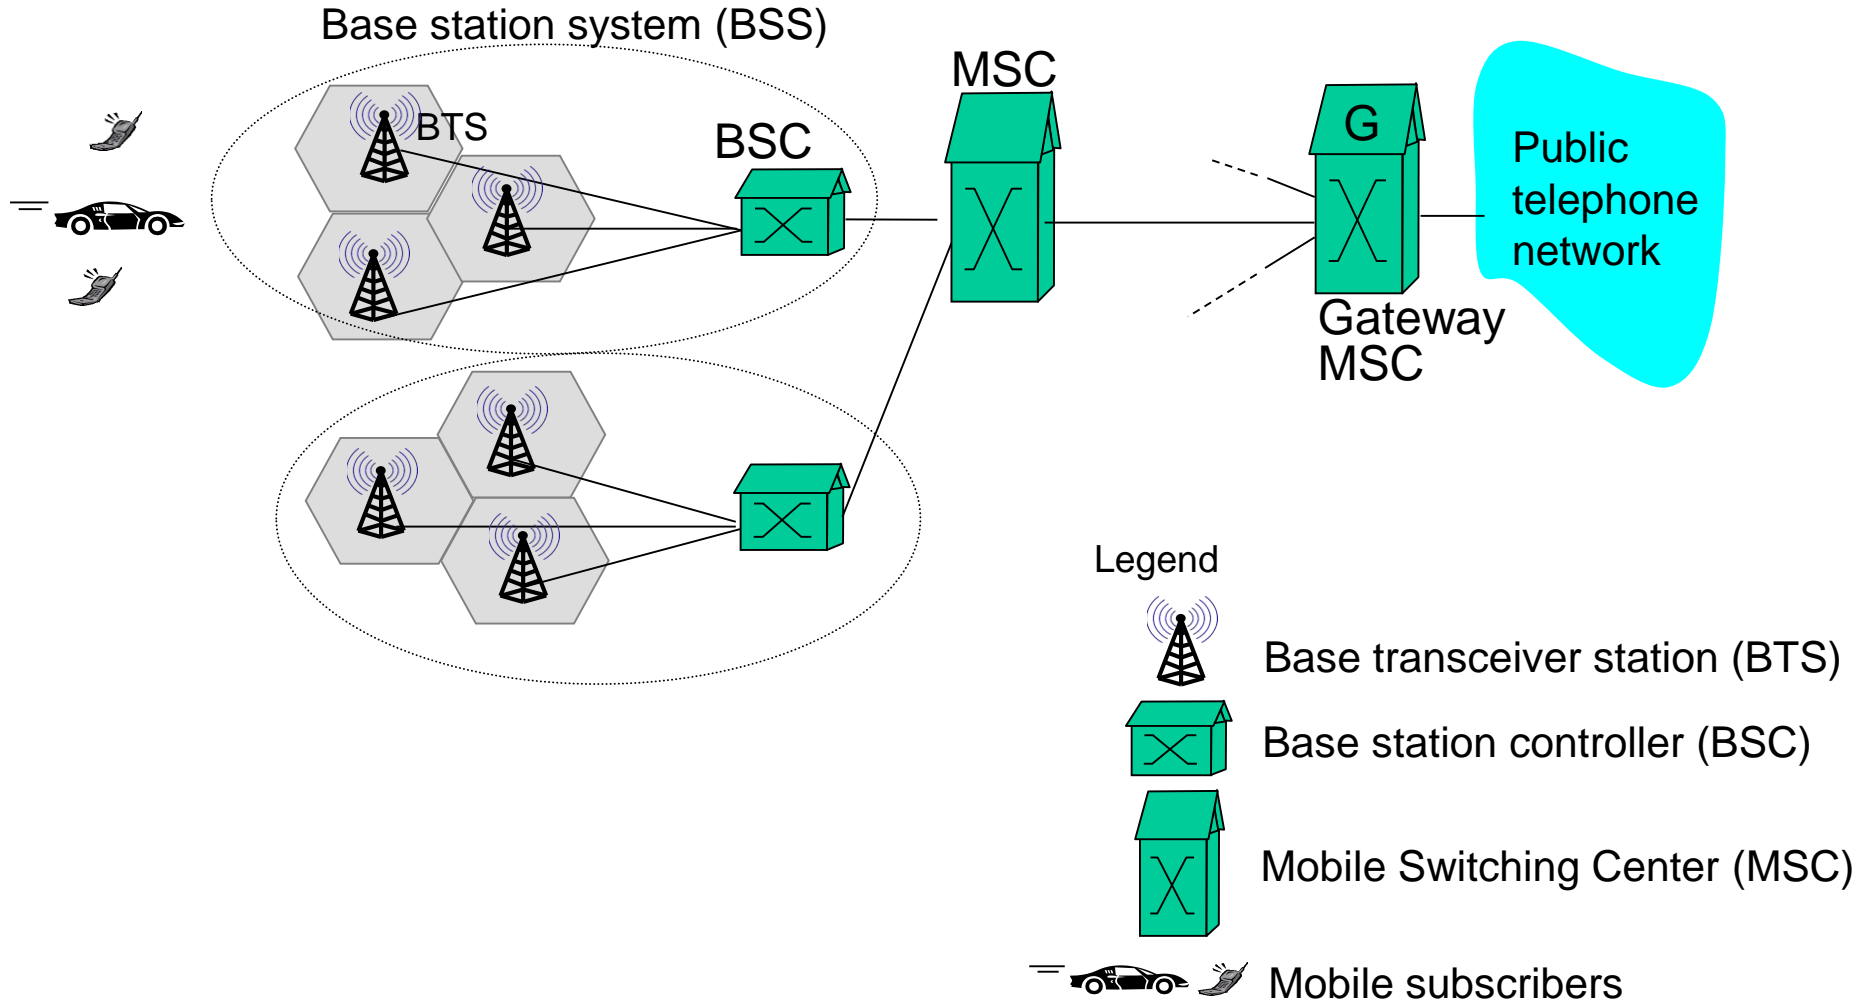 Base station system (BSS)
BTS
BSC
MSC
G
Gateway
MSC
Public
telephone
network
Legend
Base transceiver station (BTS)
Base station controller (BSC)
Mobile Switching Center (MSC)
Mobile subscribers